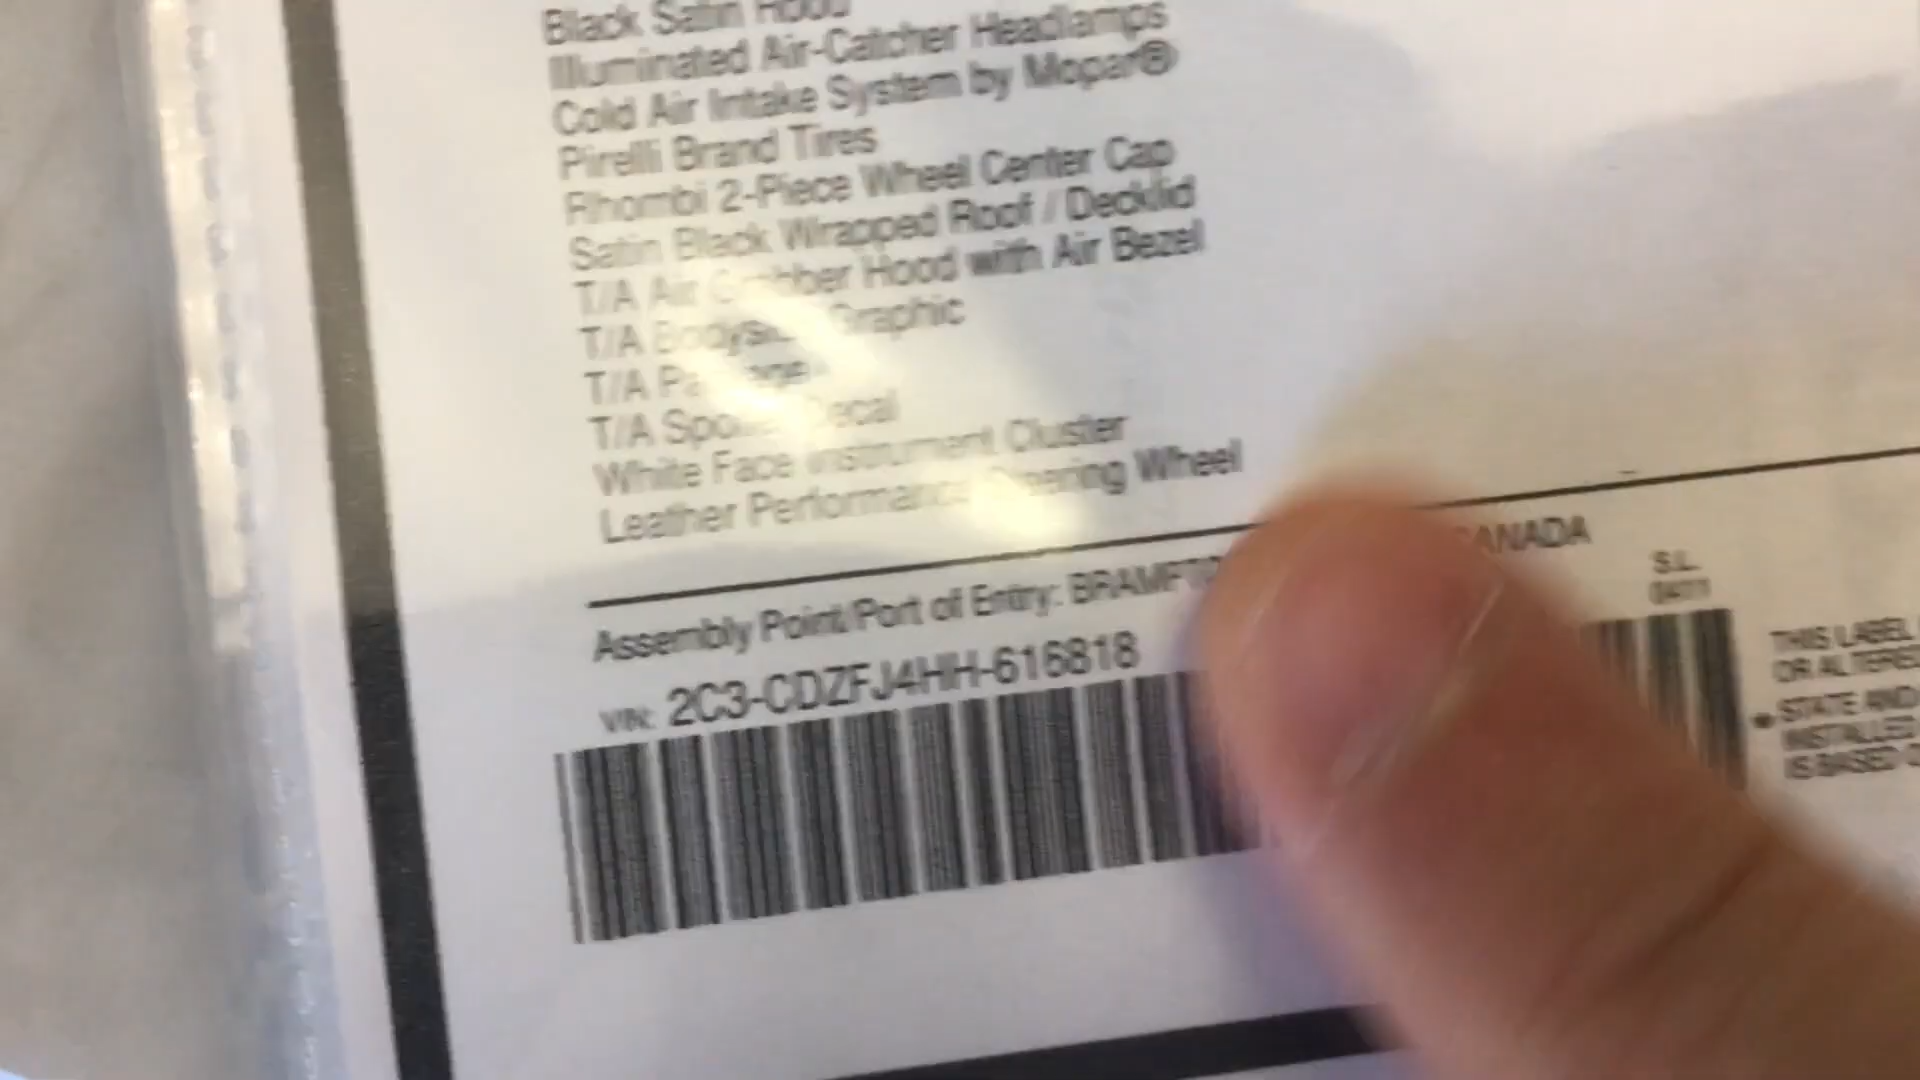 Black Satin Hood
Illuminated Air-Catcher Headlamps
Cold Air Intake System by Mopar®
Pirelli Brand Tires
Rhombi 2-Piece Wheel Center Cap
Satin Black Wrapped Roof / Decklid
T/A Air Grabber Hood with Air Bezel
T/A Bodyside Graphic
T/A Package
T/A Spoiler Decal
White Face Instrument Cluster
Leather Performance Steering Wheel
Assembly Point/Port of Entry: BRAMPTO CANADA
VIN: 2C3-CDZFJ4HH-616818
S.L.
THIS LABEL
OR ALTERED
• STATE AND
INSTALLED
IS BASED